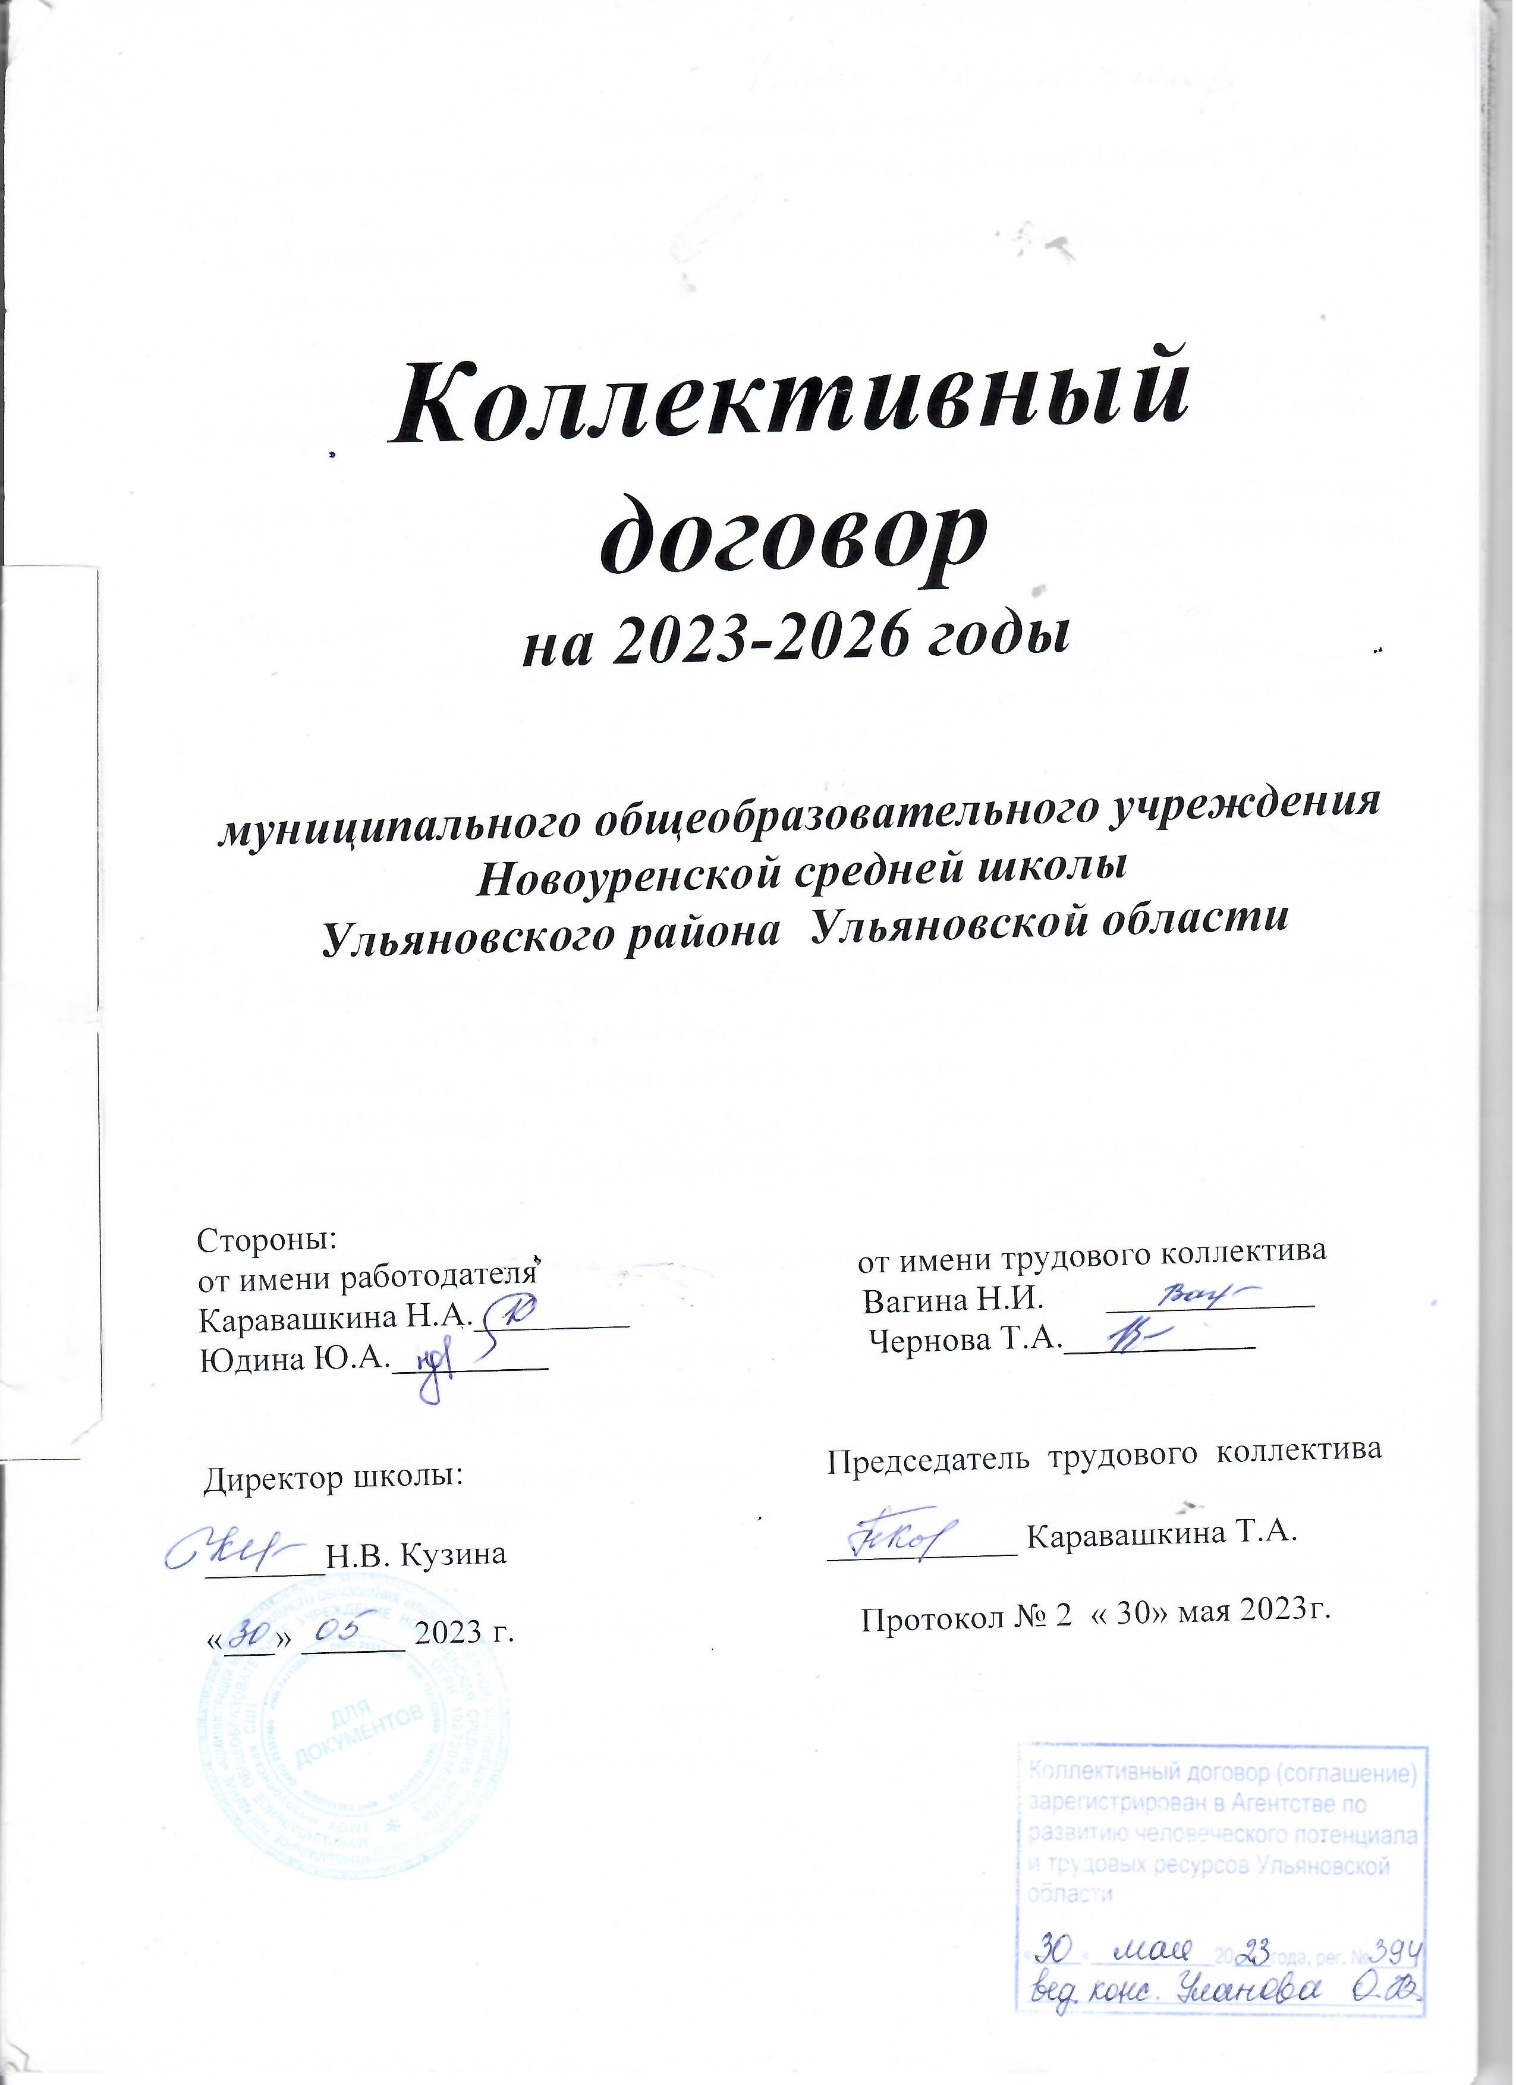 Коллективный
договор
на 2023-2026 годы
муниципального общеобразовательного учреждения
Новоуренской средней школы
Ульяновского района Ульяновской области
Стороны:
от имени работодателя
Каравашкина Н.А.
Юдина Ю.А.
от имени трудового коллектива
Вагина Н.И.
Чернова Т.А.
Директор школы:
Н.В. Кузина
«30» 05 2023 г.
Председатель трудового коллектива
Каравашкина Т.А.
Протокол № 2 « 30» мая 2023г.
ДЛЯ
ДОКУМЕНТОВ
Коллективный договор (соглашение)
зарегистрирован в Агентстве по
развитию человеческого потенциала
и трудовых ресурсов Ульяновской
области
30 мая 2023 года, рег. № 394
вед. конс. Уланова О.В.